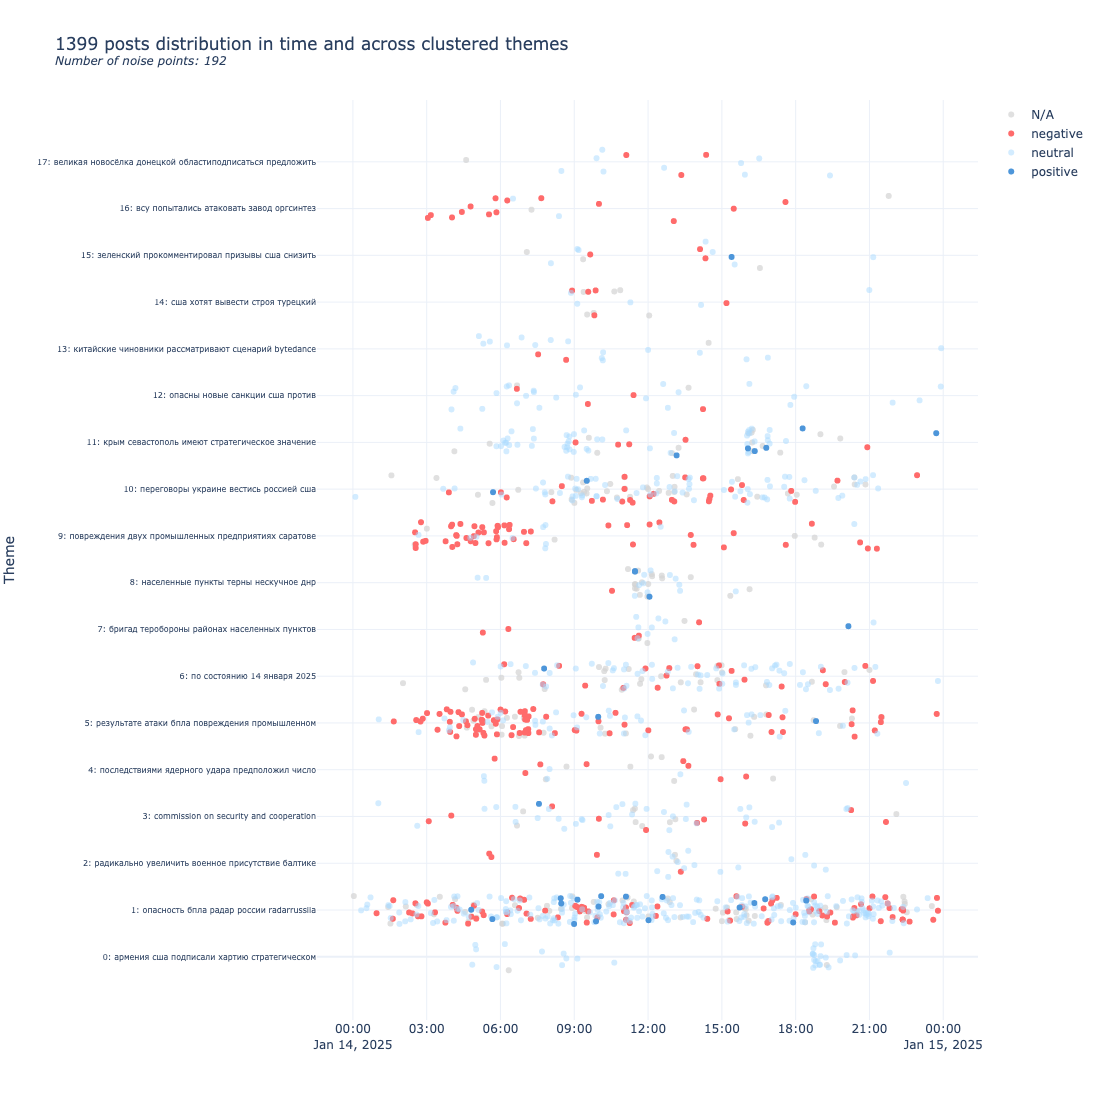 1399 posts distribution in time and across clustered themes
Number of noise points: 192
N/A
negative
neutral
positive
Theme
17: великая новосёлка донецкой областиподписаться предложить
16: всу попытались атаковать завод оргсинтез
15: зеленский прокомментировал призывы сша снизить
14: сша хотят вывести строя турецкий
13: китайские чиновники рассматривают сценарий bytedance
12: опасны новые санкции сша против
11: крым севастополь имеют стратегическое значение
10: переговоры украине вестись россией сша
9: повреждения двух промышленных предприятиях саратове
8: населенные пункты терны нескучное днр
7: бригад теробороны районах населенных пунктов
6: по состоянию 14 января 2025
5: результате атаки бпла повреждения промышленном
4: последствиями ядерного удара предположил число
3: commission on security and cooperation
2: радикально увеличить военное присутствие балтике
1: опасность бпла радар россии radarrussiia
0: армения сша подписали хартию стратегическом
00:00 03:00 06:00 09:00 12:00 15:00 18:00 21:00 00:00
Jan 14, 2025 Jan 15, 2025